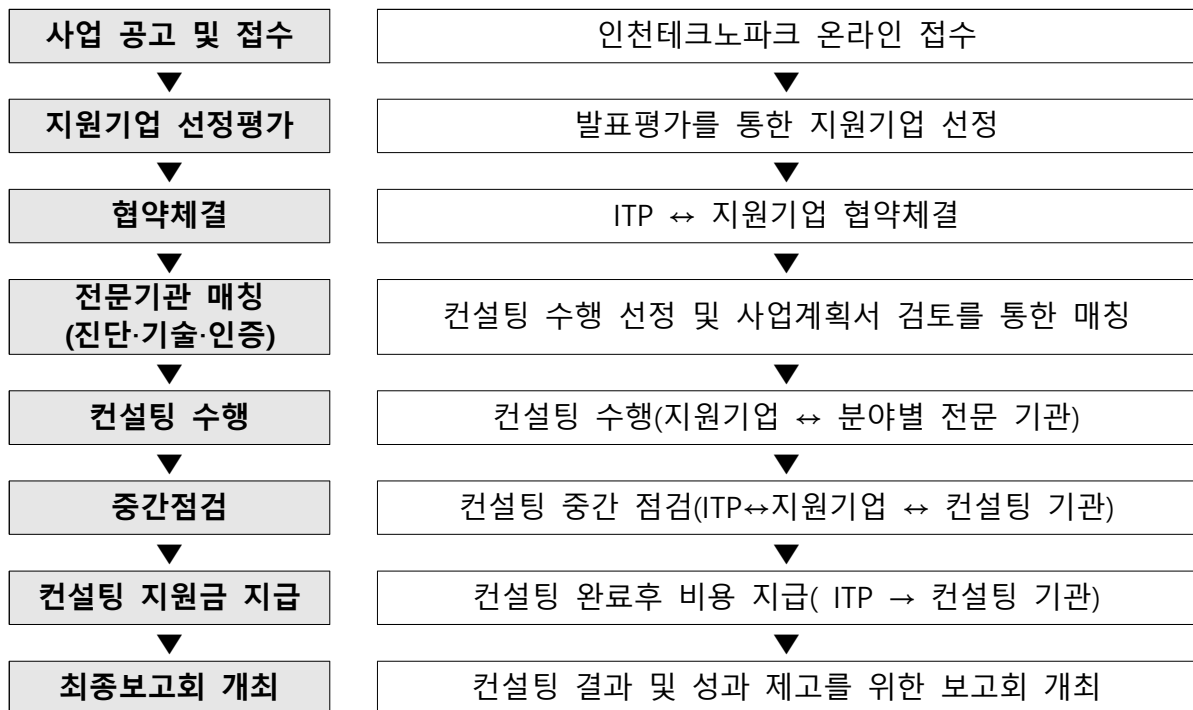 사업 공고 및 접수
인천테크노파크 온라인 접수
▼
▼
지원기업 선정평가
발표평가를 통한 지원기업 선정
▼
▼
협약체결
ITP ↔ 지원기업 협약체결
▼
▼
전문기관 매칭
(진단·기술·인증)
컨설팅 수행 선정 및 사업계획서 검토를 통한 매칭
▼
▼
컨설팅 수행
컨설팅 수행(지원기업 ↔ 분야별 전문 기관)
▼
▼
중간점검
컨설팅 중간 점검(ITP↔지원기업 ↔ 컨설팅 기관)
▼
▼
컨설팅 지원금 지급
컨설팅 완료후 비용 지급( ITP → 컨설팅 기관)
▼
▼
최종보고회 개최
컨설팅 결과 및 성과 제고를 위한 보고회 개최